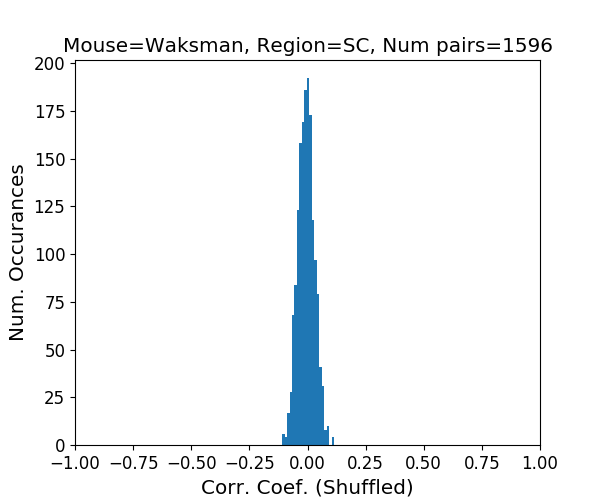 Mouse=Waksman, Region=SC, Num pairs=1596
200
175
150
125
100
75
50
25
0
Num. Occurances
−1.00 −0.75 −0.50 −0.25 0.00 0.25 0.50 0.75 1.00
Corr. Coef. (Shuffled)